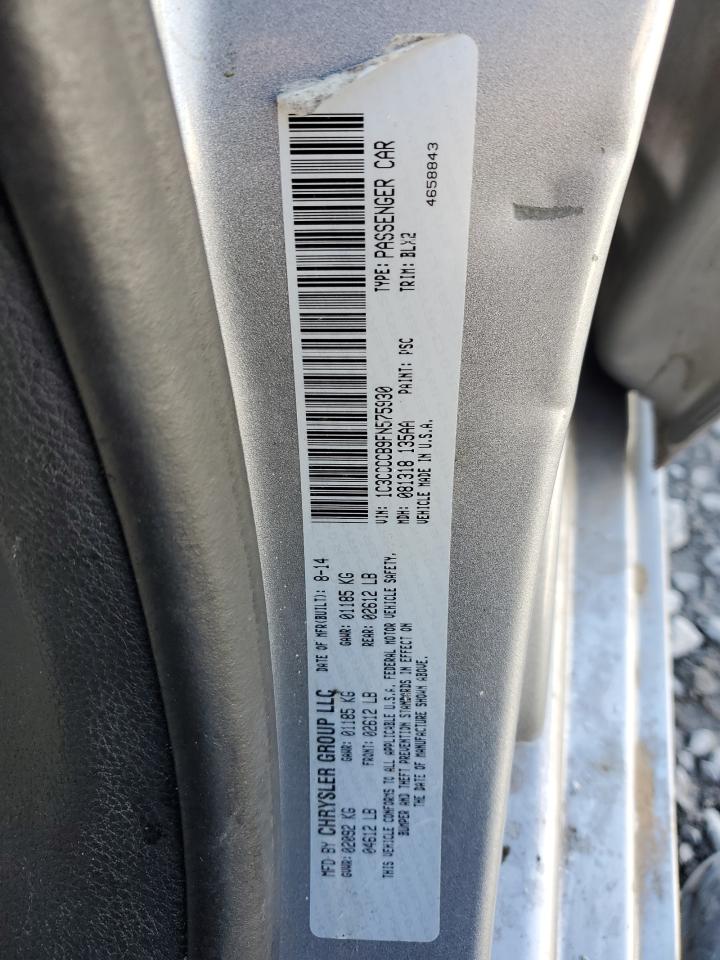 MFD BY CHRYSLER GROUP LLC DATE OF MFR(BUILT): 8-14
GVWR: 02092 KG GAWR: 01185 KG GAWR: 01185 KG
04612 LB FRONT: 02612 LB REAR: 02612 LB
THIS VEHICLE CONFORMS TO ALL APPLICABLE U.S.A. FEDERAL MOTOR VEHICLE SAFETY,
BUMPER AND THEFT PREVENTION STANDARDS IN EFFECT ON
THE DATE OF MANUFACTURE SHOWN ABOVE.
VIN: 1C3CCCCB9FN575930 TYPE: PASSENGER CAR
MDH: 081318 135AA PAINT: PSC TRIM: BLX2
VEHICLE MADE IN U.S.A. 4658843